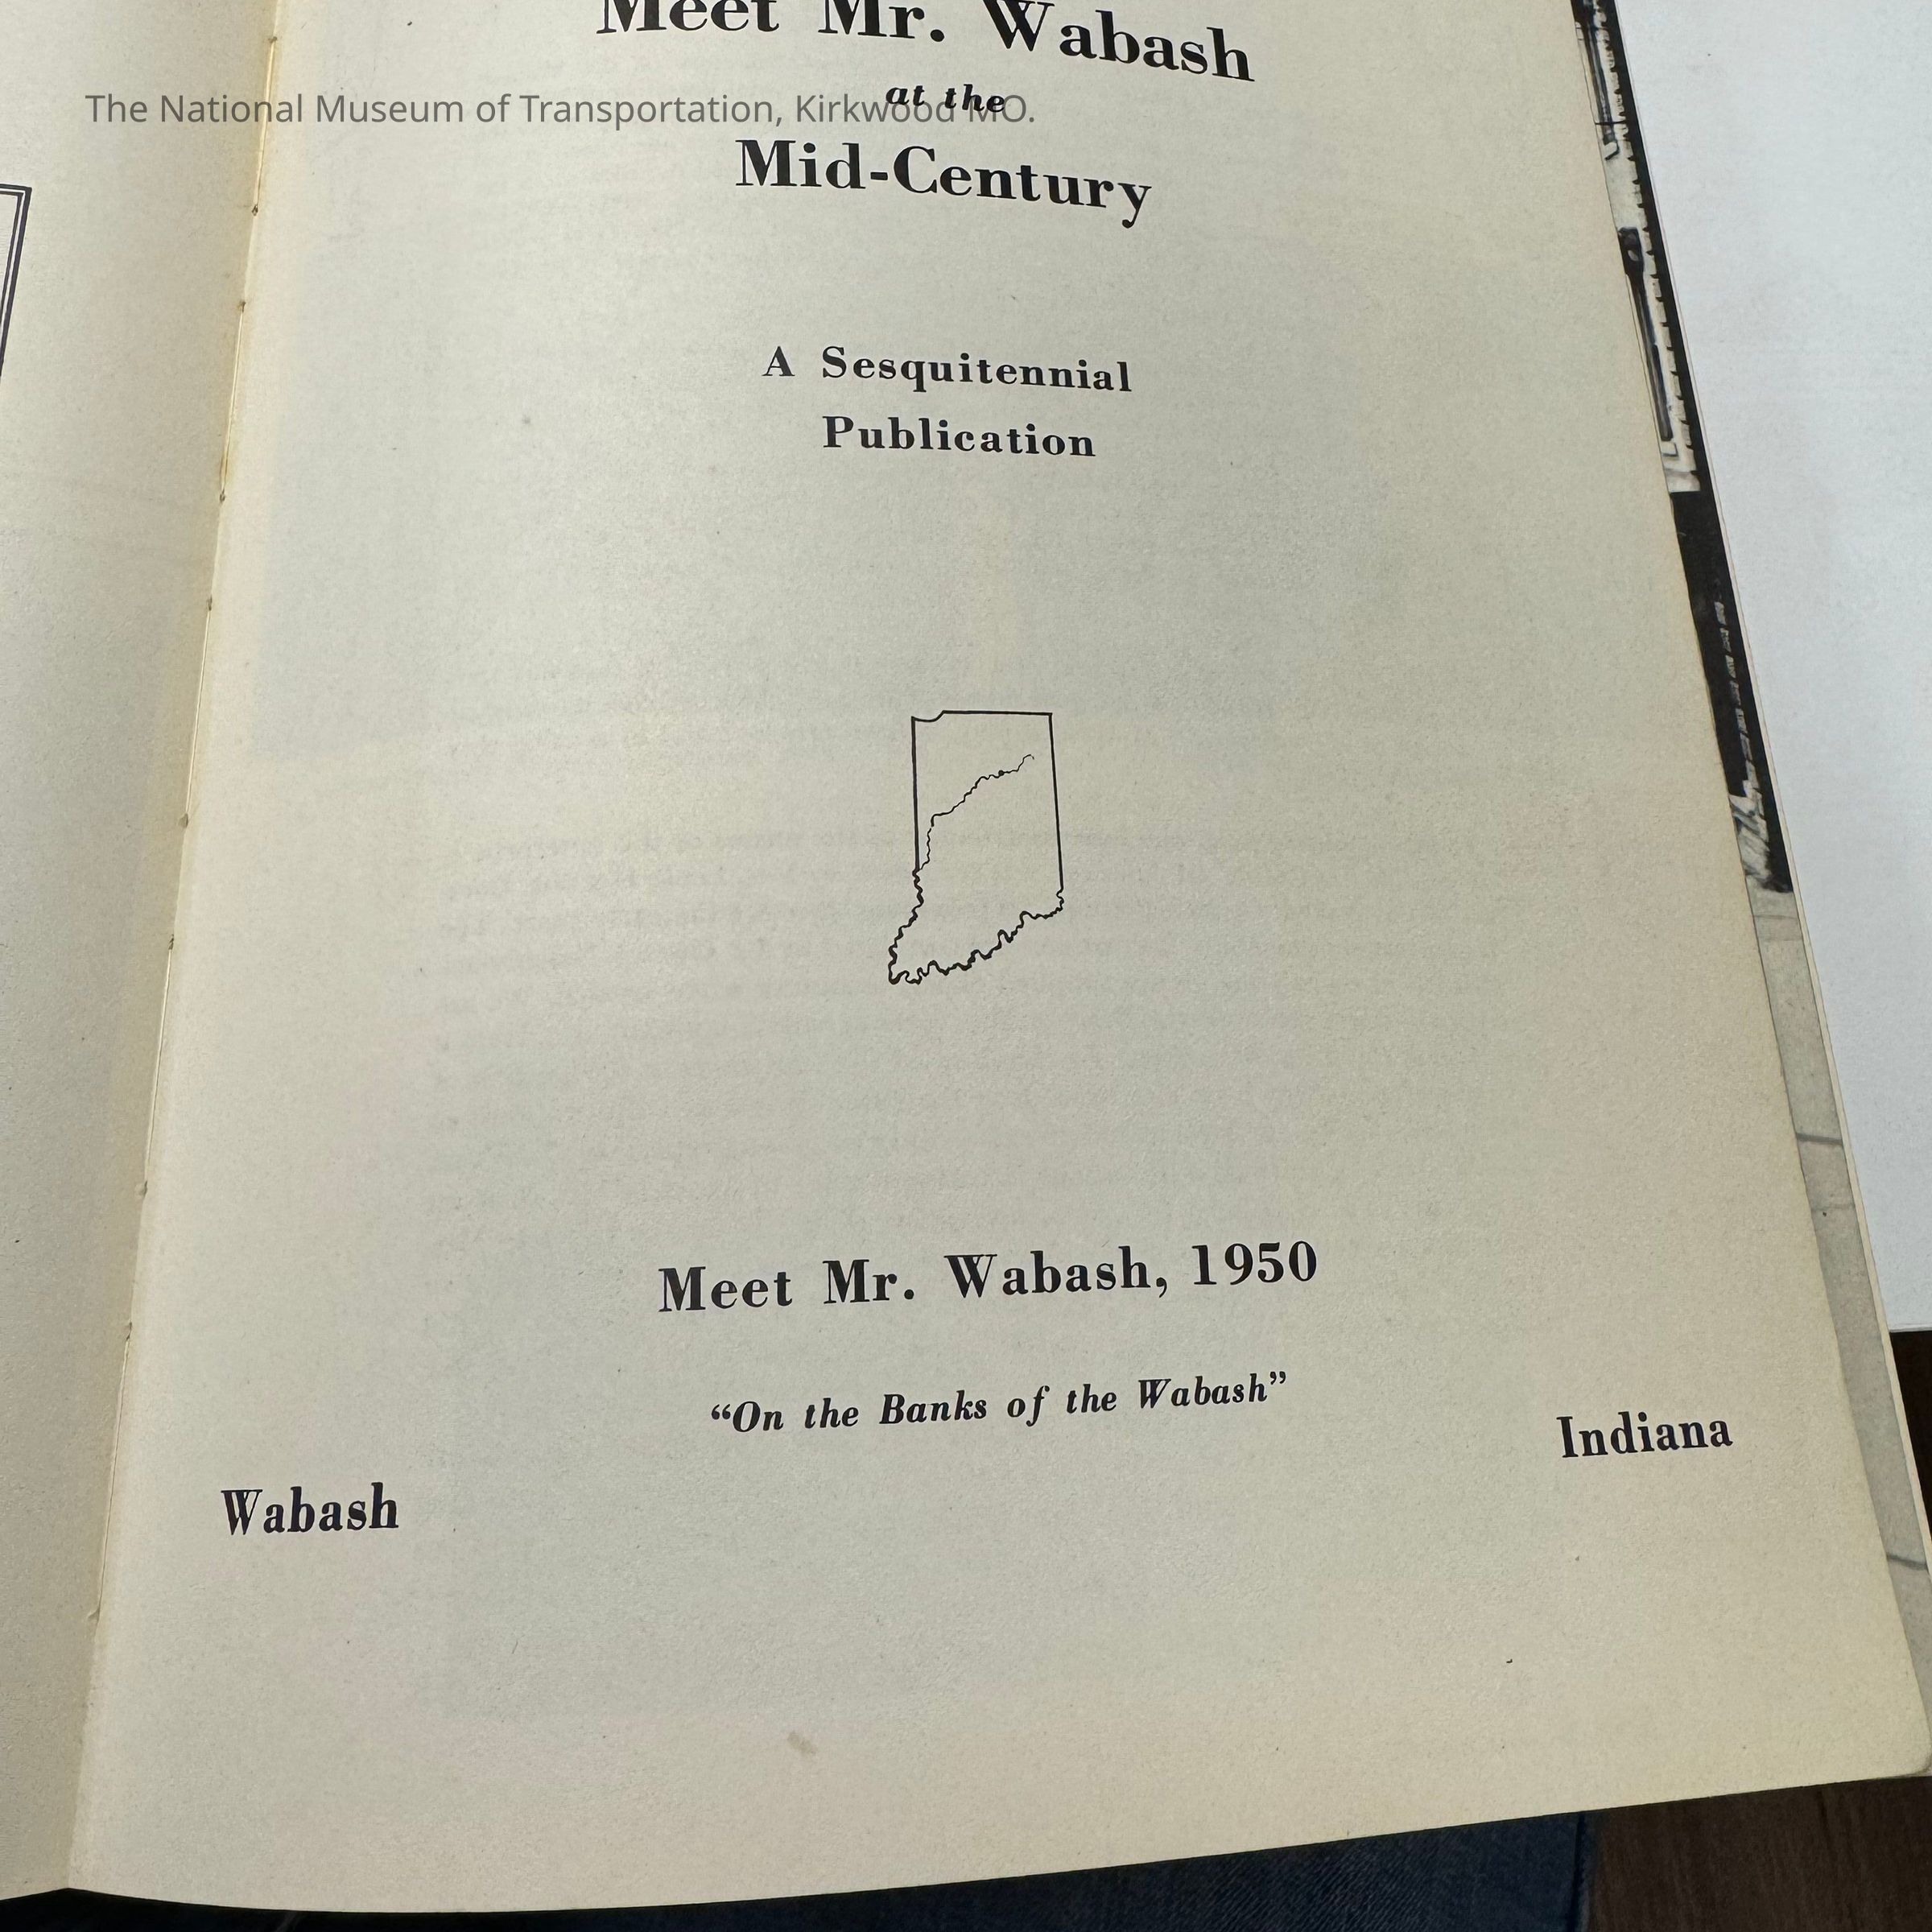 Meet Mr. Wabash
The National Museum of Transportation, Kirkwood MO.
at the
Mid-Century
A Sesquitennial
Publication
Meet Mr. Wabash, 1950
“On the Banks of the Wabash”
Wabash
Indiana